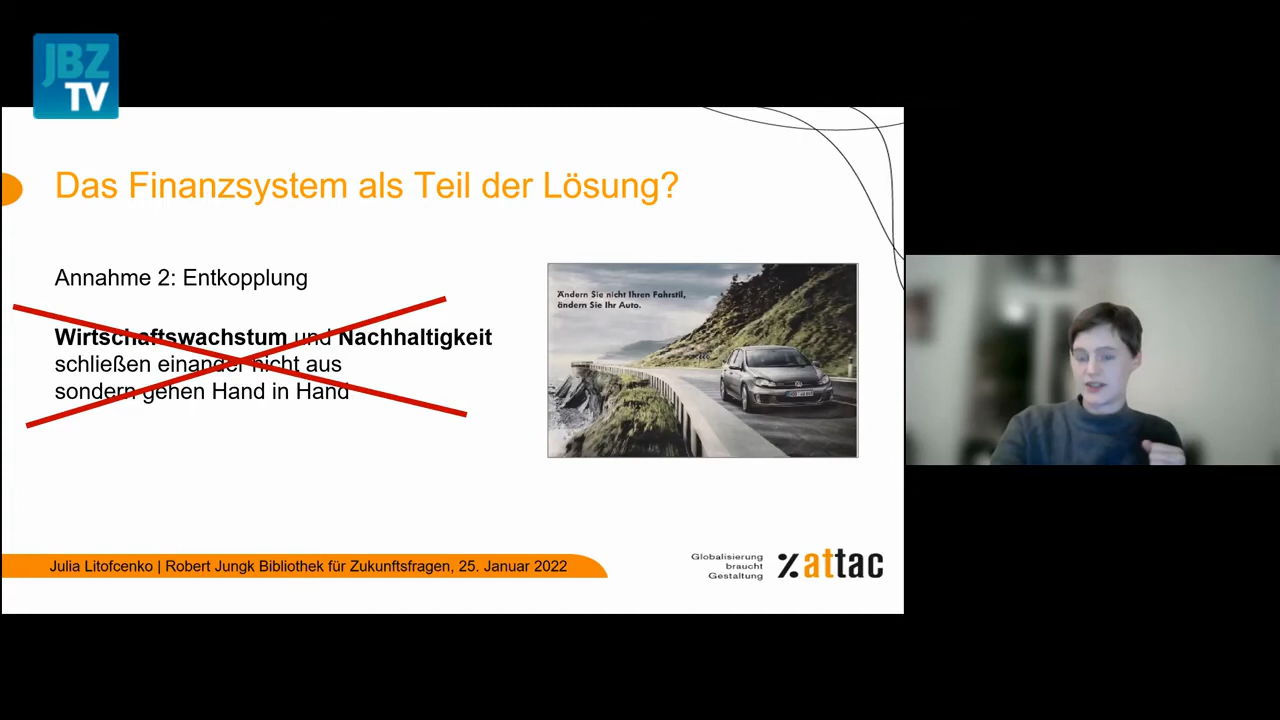 JBZ
TV
Das Finanzsystem als Teil der Lösung?
Annahme 2: Entkopplung
Wirtschaftswachstum und Nachhaltigkeit
schließen einander nicht aus
sondern gehen Hand in Hand
Ändern Sie nicht Ihren Fahrstil,
ändern Sie Ihr Auto.
Julia Litofcenko | Robert Jungk Bibliothek für Zukunftsfragen, 25. Januar 2022
Globalisierung
braucht
Gestaltung
attac